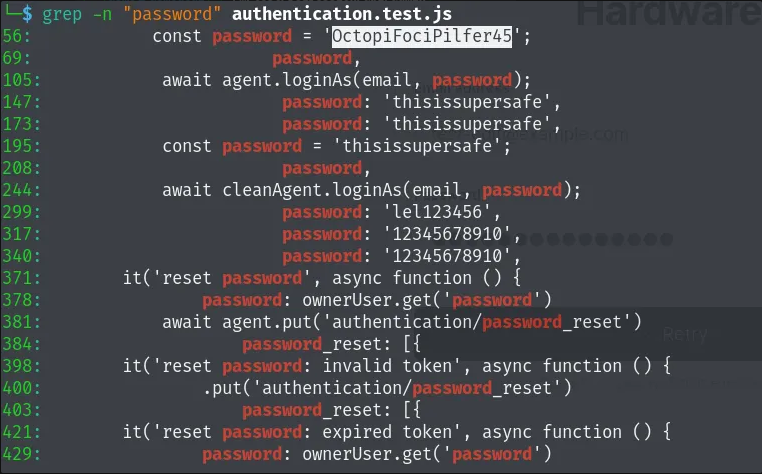 Hardware
└─$ grep -n "password" authentication.test.js
56:           const password = 'OctopiFociPilfer45';
69:                       password,
105:            await agent.loginAs(email, password);
147:                        password: 'thisissupersafe',
173:                        password: 'thisissupersafe',
195:            const password = 'thisissupersafe';
208:                        password,
244:            await cleanAgent.loginAs(email, password);
299:                        password: 'lel123456',
317:                        password: '12345678910',
340:                        password: '12345678910',
371:        it('reset password', async function () {
378:                password: ownerUser.get('password')
381:            await agent.put('authentication/password_reset')
384:                    password_reset: [{
Retry
398:        it('reset password: invalid token', async function () {
400:                .put('authentication/password_reset')
403:                    password_reset: [{
421:        it('reset password: expired token', async function () {
429:                password: ownerUser.get('password')